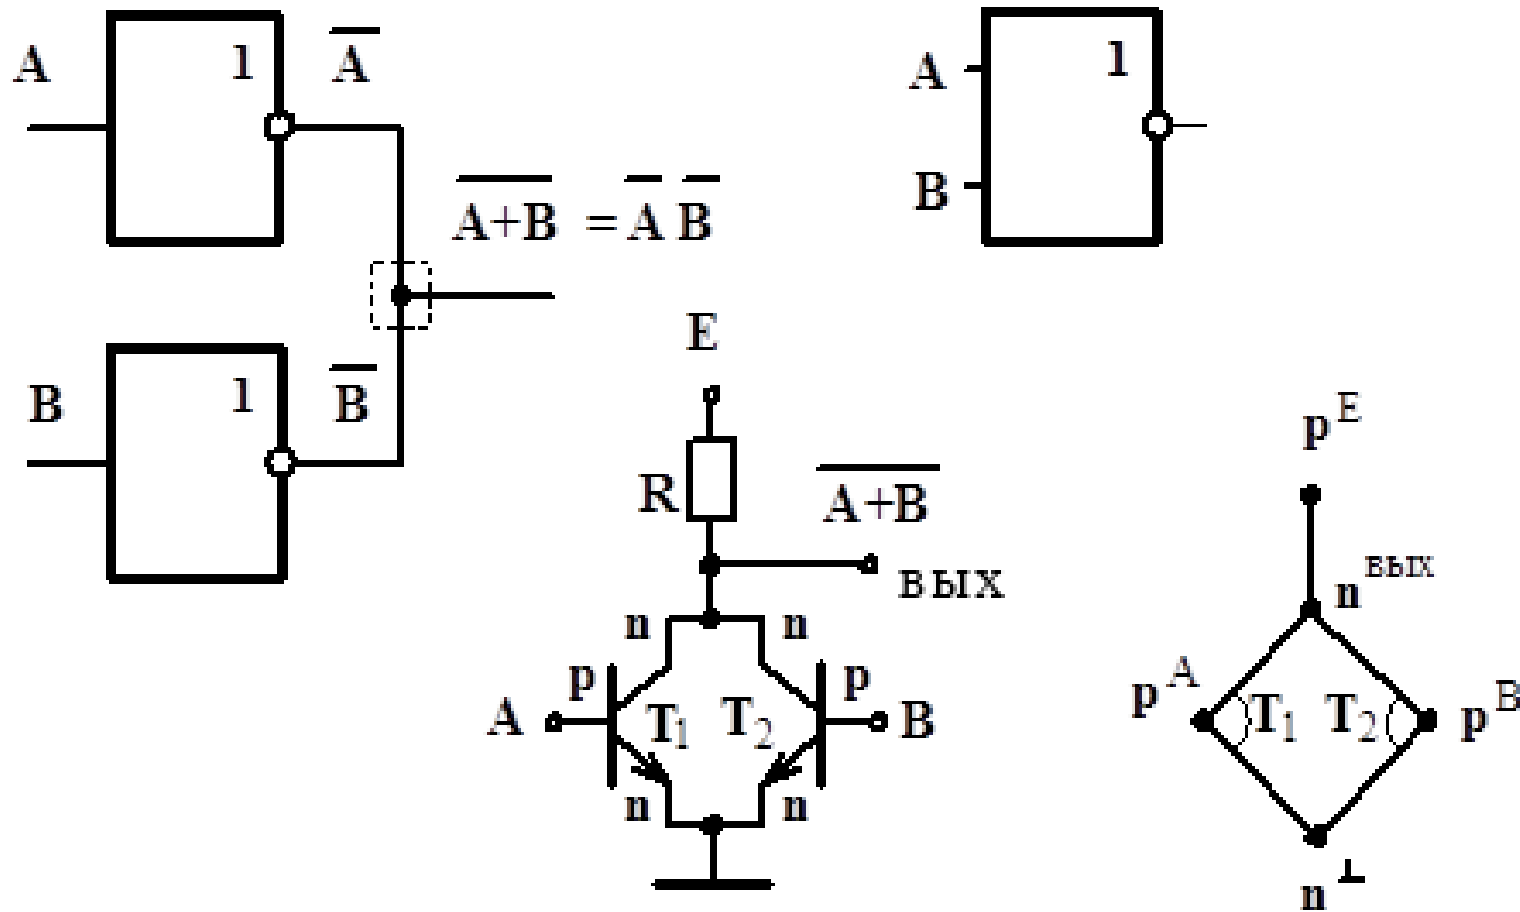 A 1 A̅
A 1
B
A̅+̅B̅ = A̅ B̅
B 1 B̅
E
R
A̅+̅B̅
вых
n n
p p
A T₁ T₂ B
n n
p^E
n^вых
p^A T₁ T₂ p^B
n^⊥